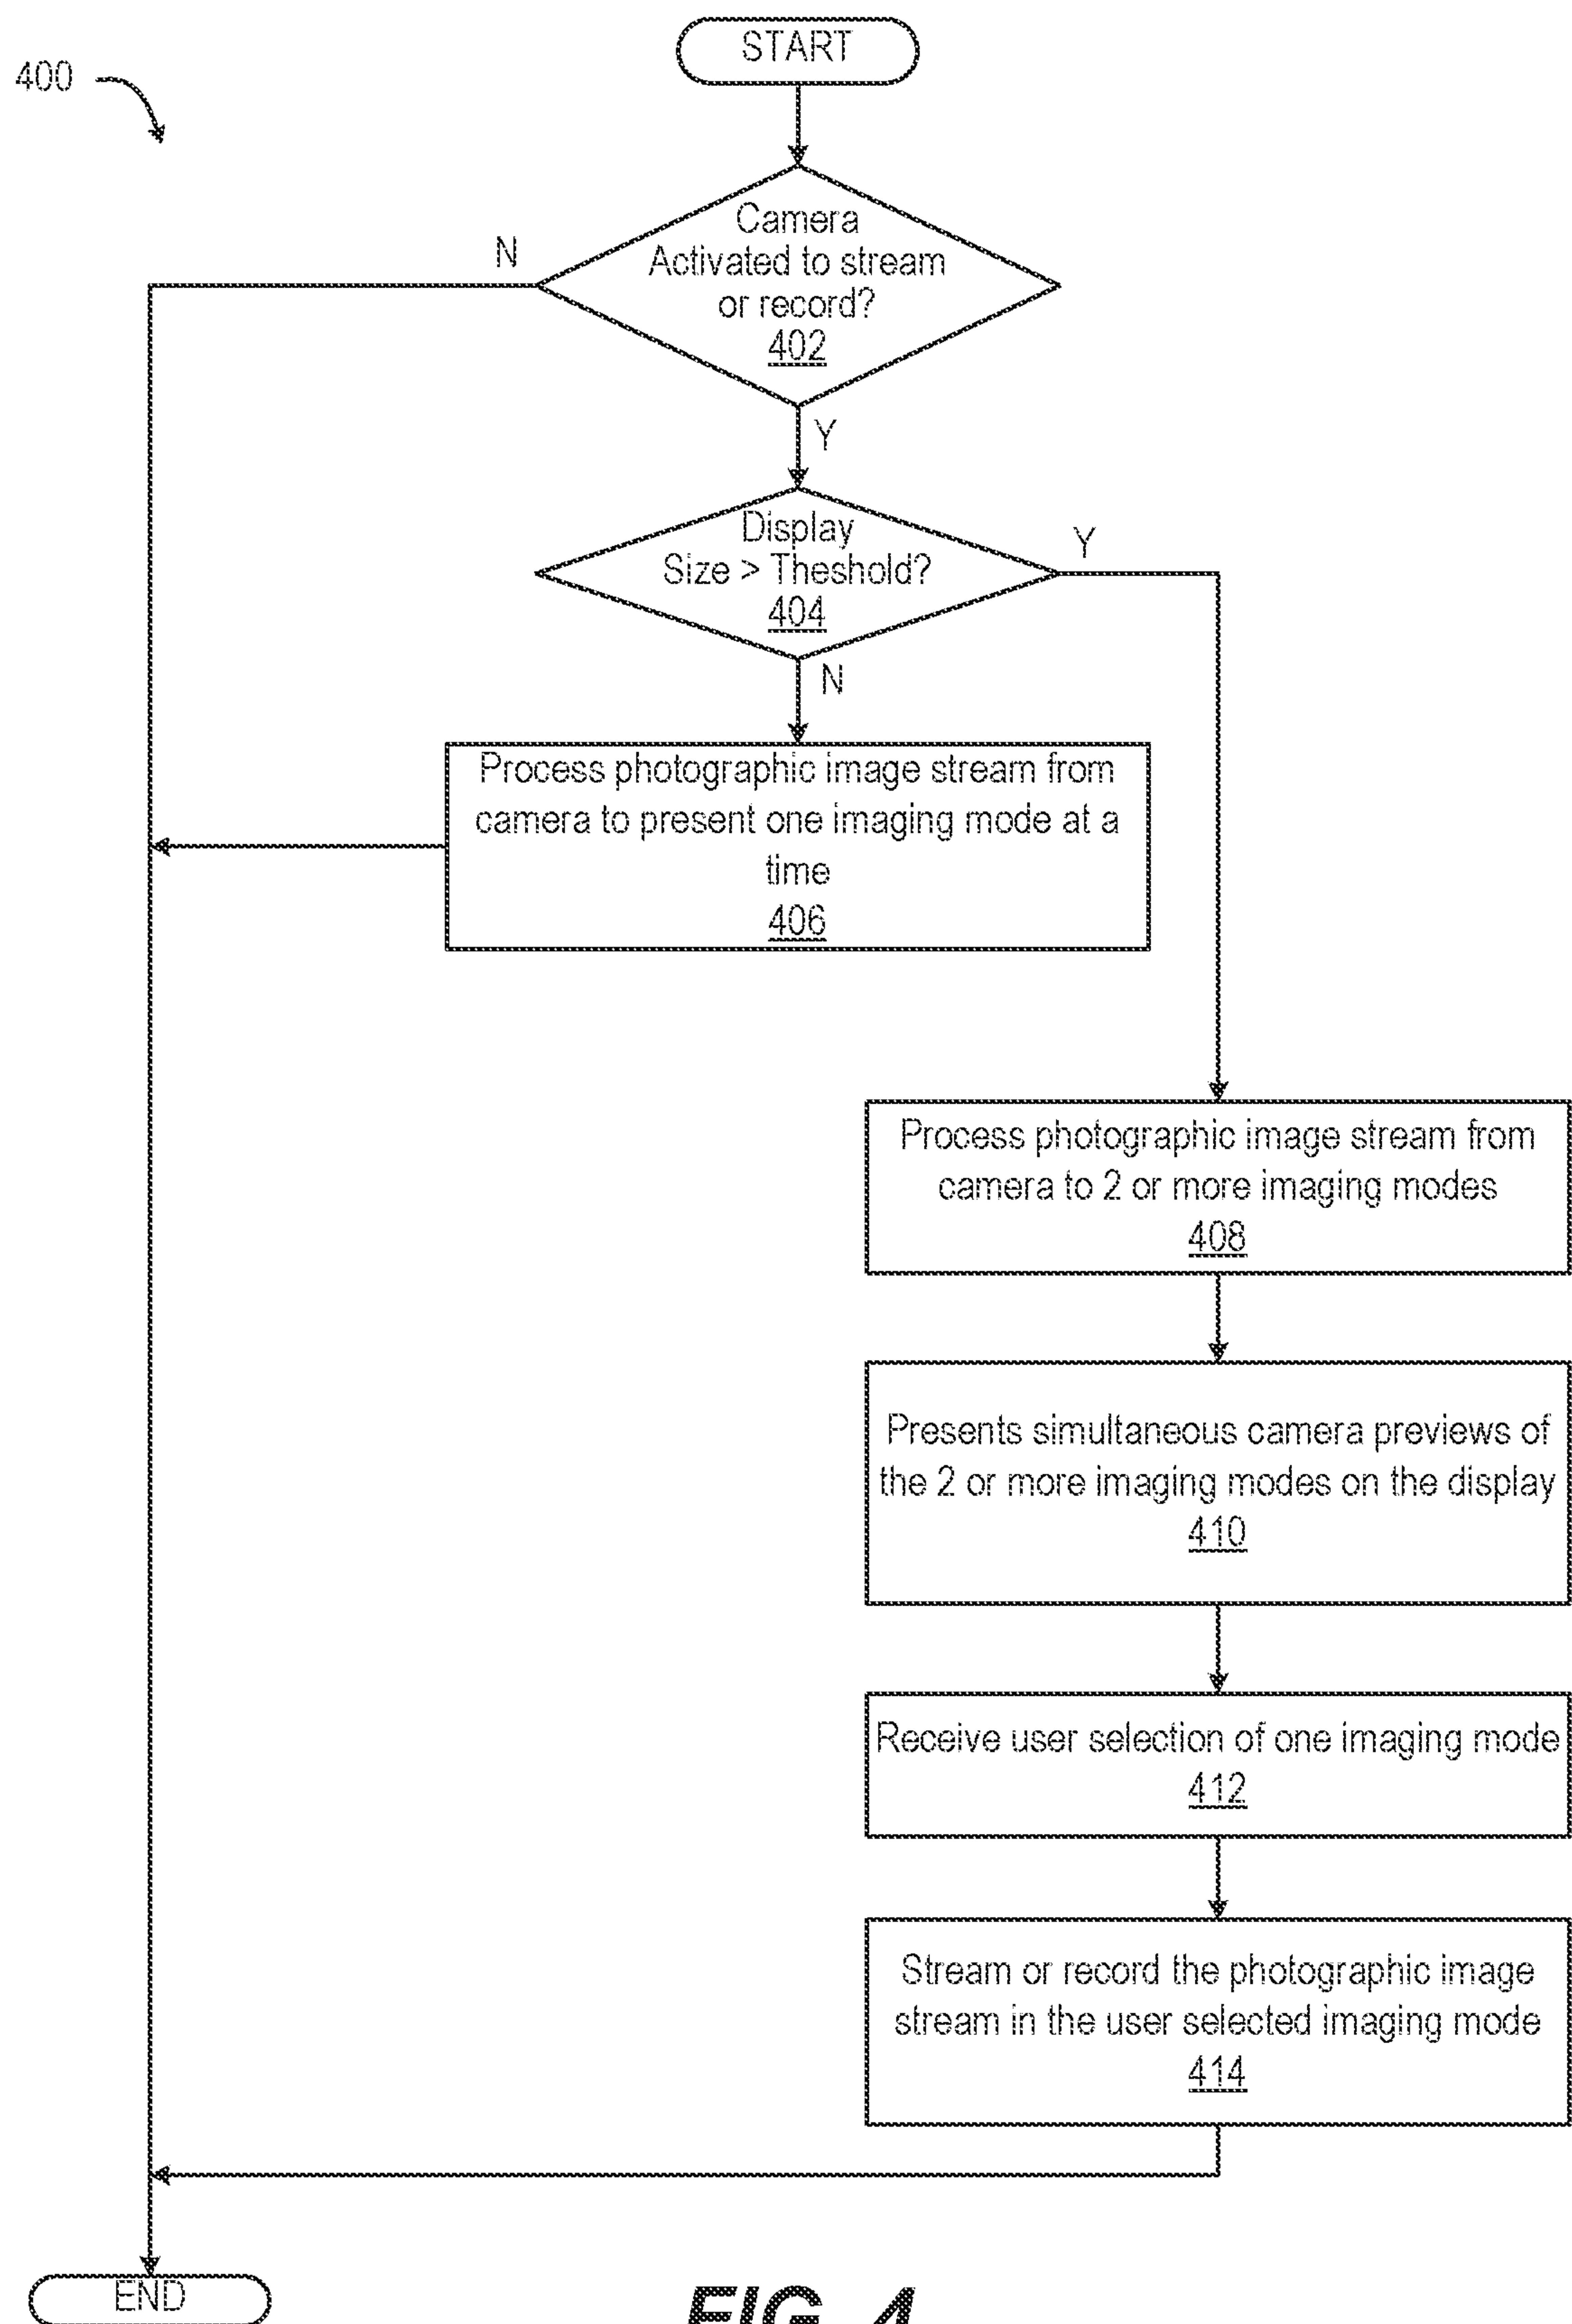 START
400
Camera
Activated to stream
or record?
402
N
Y
Display
Size > Theshold?
404
Y
N
Process photographic image stream from
camera to present one imaging mode at a
time
406
Process photographic image stream from
camera to 2 or more imaging modes
408
Presents simultaneous camera previews of
the 2 or more imaging modes on the display
410
Receive user selection of one imaging mode
412
Stream or record the photographic image
stream in the user selected imaging mode
414
END
FIG. 4